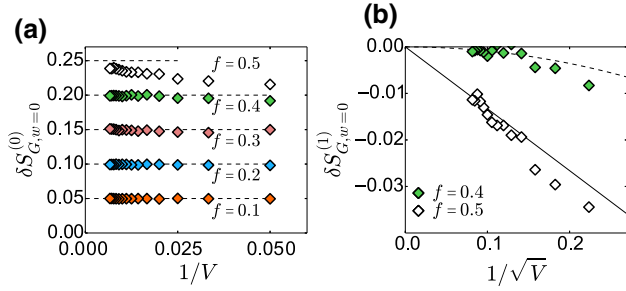 (a)
δS^{(0)}_{G,w=0}
0.25
0.20
0.15
0.10
0.05
0.00
f = 0.5
f = 0.4
f = 0.3
f = 0.2
f = 0.1
0.000
0.025
0.050
1/V
(b)
δS^{(1)}_{G,w=0}
0.00
−0.01
−0.02
−0.03
f = 0.4
f = 0.5
0.0
0.1
0.2
1/√V